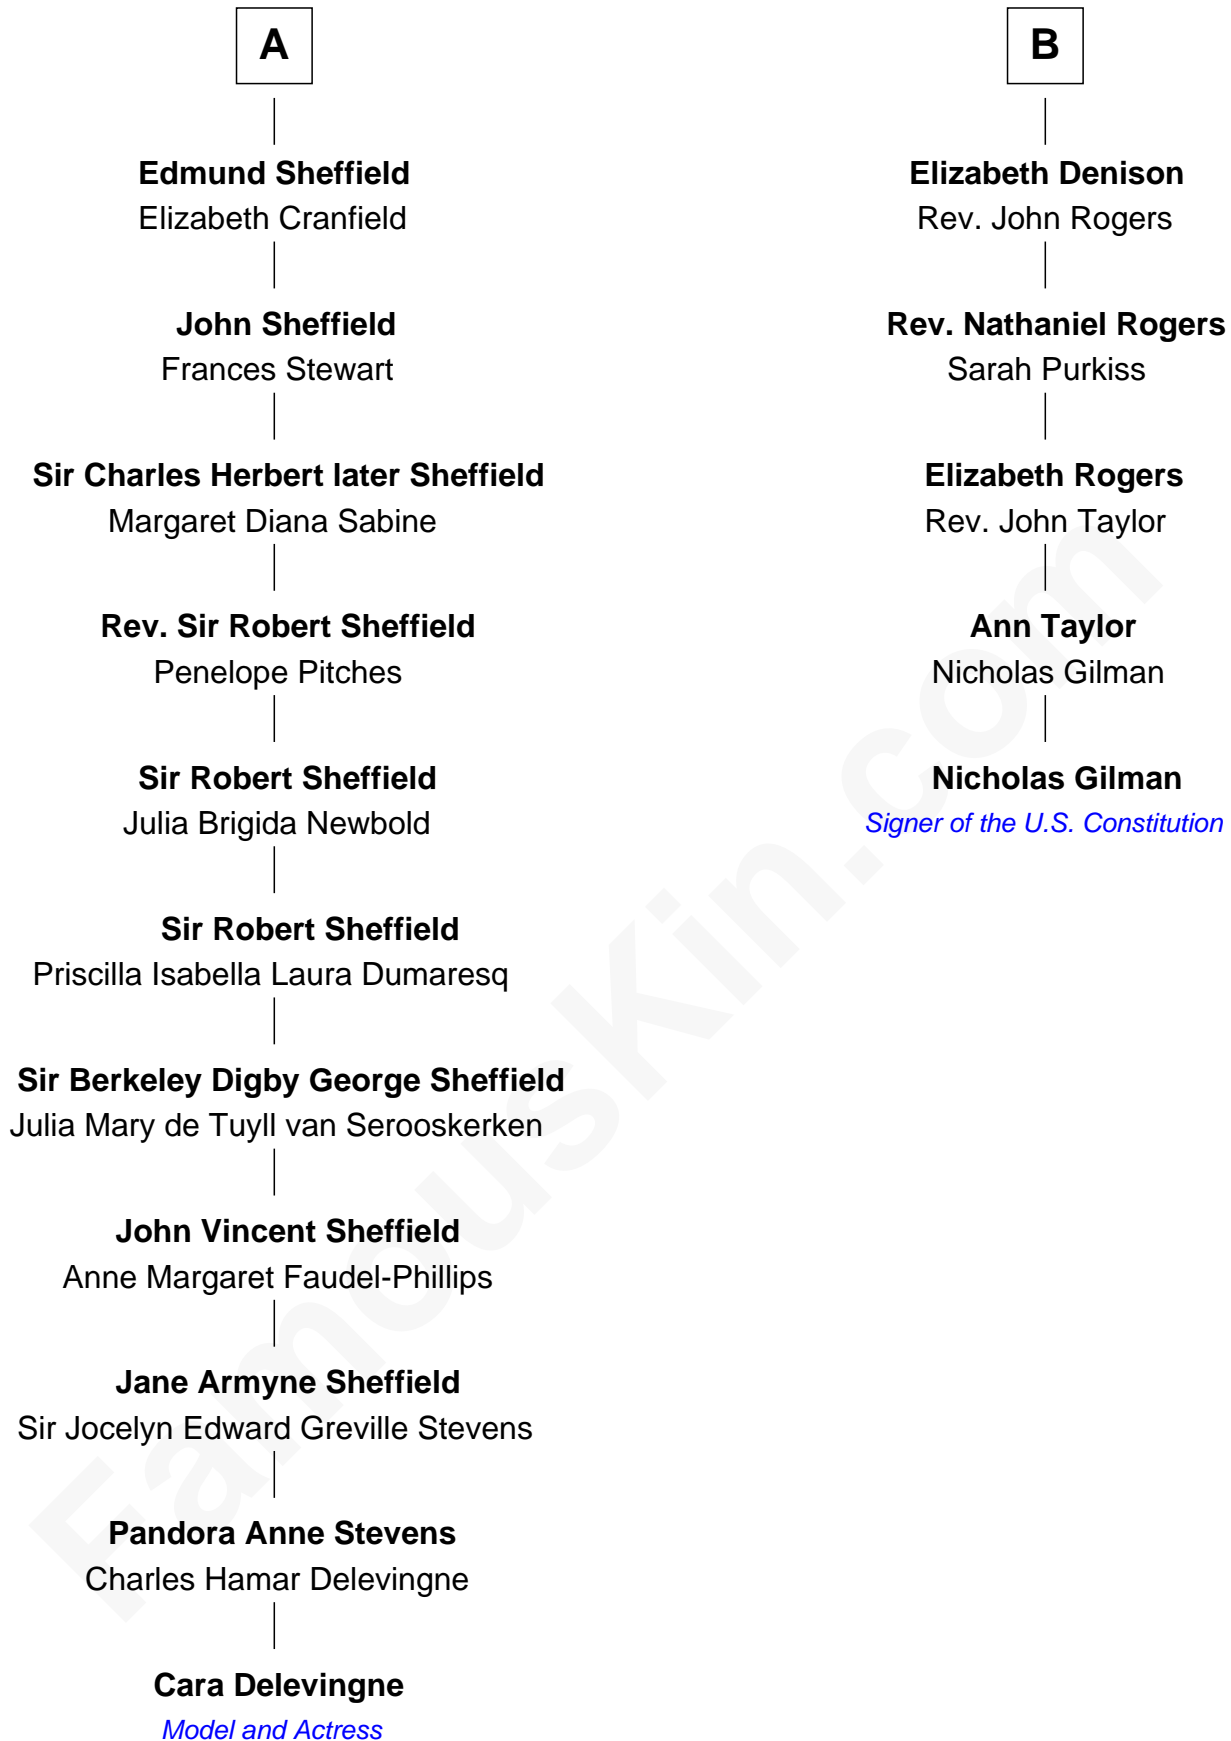 A
Edmund Sheffield
Elizabeth Cranfield
John Sheffield
Frances Stewart
Sir Charles Herbert later Sheffield
Margaret Diana Sabine
Rev. Sir Robert Sheffield
Penelope Pitches
Sir Robert Sheffield
Julia Brigida Newbold
Sir Robert Sheffield
Priscilla Isabella Laura Dumaresq
Sir Berkeley Digby George Sheffield
Julia Mary de Tuyll van Serooskerken
John Vincent Sheffield
Anne Margaret Faudel-Phillips
Jane Armyne Sheffield
Sir Jocelyn Edward Greville Stevens
Pandora Anne Stevens
Charles Hamar Delevingne
Cara Delevingne
Model and Actress
B
Elizabeth Denison
Rev. John Rogers
Rev. Nathaniel Rogers
Sarah Purkiss
Elizabeth Rogers
Rev. John Taylor
Ann Taylor
Nicholas Gilman
Nicholas Gilman
Signer of the U.S. Constitution
FamousKin.com